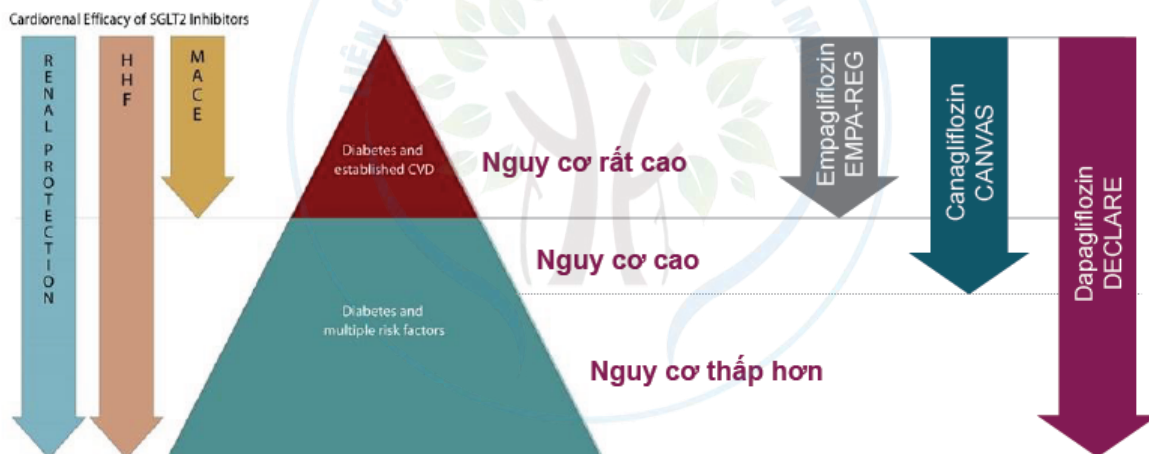 Cardiorenal Efficacy of SGLT2 Inhibitors
RENAL PROTECTION
HHF
MACE
Diabetes and
established CVD
Diabetes and
multiple risk factors
Nguy cơ rất cao
Nguy cơ cao
Nguy cơ thấp hơn
Empagliflozin
EMPA-REG
Canagliflozin
CANVAS
Dapagliflozin
DECLARE